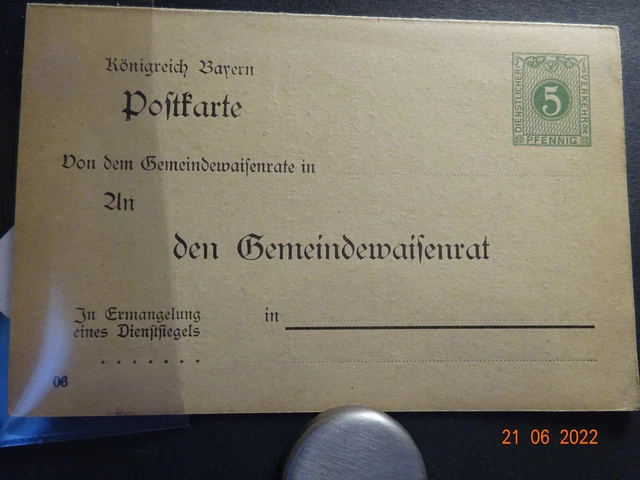 Königreich Bayern
Postkarte
DIENSTLICHER
VERKEHR
5
PFENNIG
Von dem Gemeindewaisenrate in
An
den Gemeindewaisenrat
In Ermangelung
eines Dienstsiegels
in
. . . . . . .
06
21 06 2022